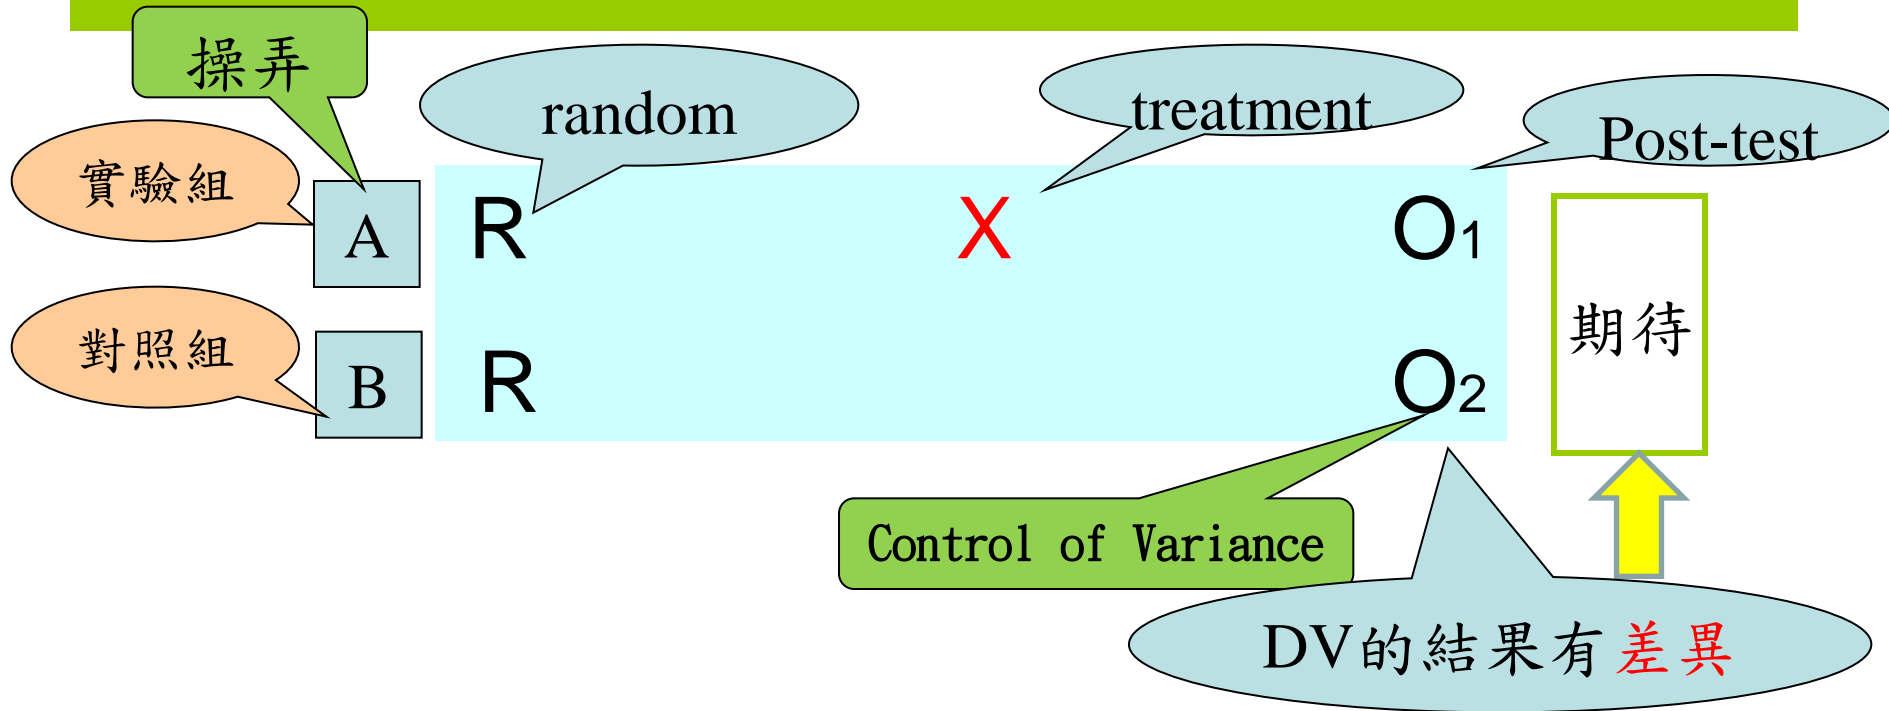 操弄
random
treatment
Post-test
實驗組
A
R
X
O1
對照組
B
R
O2
期待
Control of Variance
DV的結果有差異